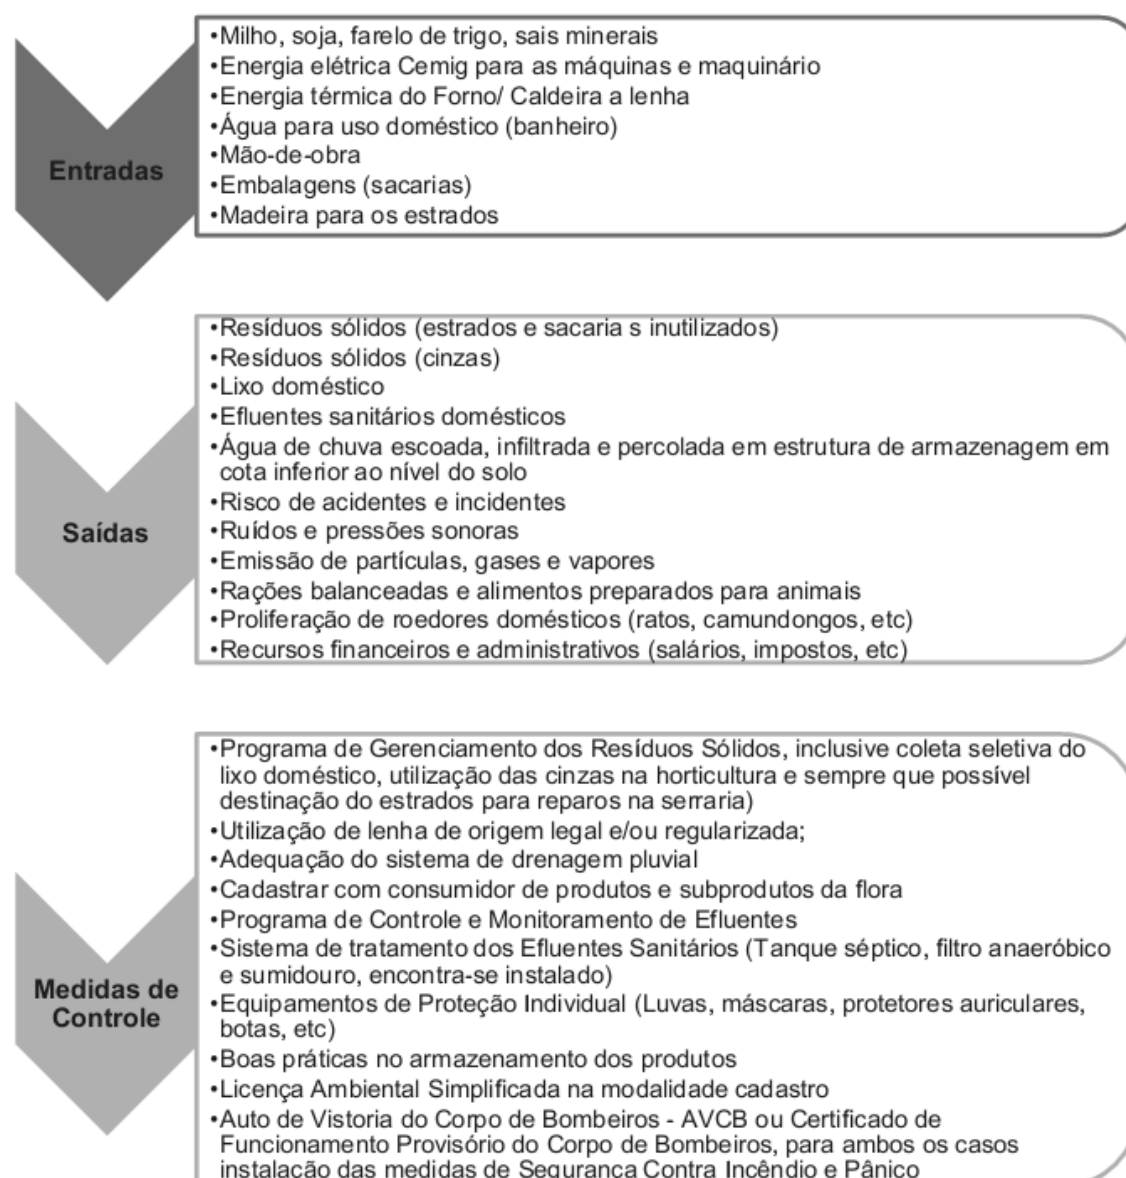 Entradas
•Milho, soja, farelo de trigo, sais minerais
•Energia elétrica Cemig para as máquinas e maquinário
•Energia térmica do Forno/ Caldeira a lenha
•Água para uso doméstico (banheiro)
•Mão-de-obra
•Embalagens (sacarias)
•Madeira para os estrados
Saídas
•Resíduos sólidos (estrados e sacaria s inutilizados)
•Resíduos sólidos (cinzas)
•Lixo doméstico
•Efluentes sanitários domésticos
•Água de chuva escoada, infiltrada e percolada em estrutura de armazenagem em
cota inferior ao nível do solo
•Risco de acidentes e incidentes
•Ruídos e pressões sonoras
•Emissão de partículas, gases e vapores
•Rações balanceadas e alimentos preparados para animais
•Proliferação de roedores domésticos (ratos, camundongos, etc)
•Recursos financeiros e administrativos (salários, impostos, etc)
Medidas de
Controle
•Programa de Gerenciamento dos Resíduos Sólidos, inclusive coleta seletiva do
lixo doméstico, utilização das cinzas na horticultura e sempre que possível
destinação do estrados para reparos na serraria)
•Utilização de lenha de origem legal e/ou regularizada;
•Adequação do sistema de drenagem pluvial
•Cadastrar com consumidor de produtos e subprodutos da flora
•Programa de Controle e Monitoramento de Efluentes
•Sistema de tratamento dos Efluentes Sanitários (Tanque séptico, filtro anaeróbico
e sumidouro, encontra-se instalado)
•Equipamentos de Proteção Individual (Luvas, máscaras, protetores auriculares,
botas, etc)
•Boas práticas no armazenamento dos produtos
•Licença Ambiental Simplificada na modalidade cadastro
•Auto de Vistoria do Corpo de Bombeiros - AVCB ou Certificado de
Funcionamento Provisório do Corpo de Bombeiros, para ambos os casos
instalação das medidas de Segurança Contra Incêndio e Pânico